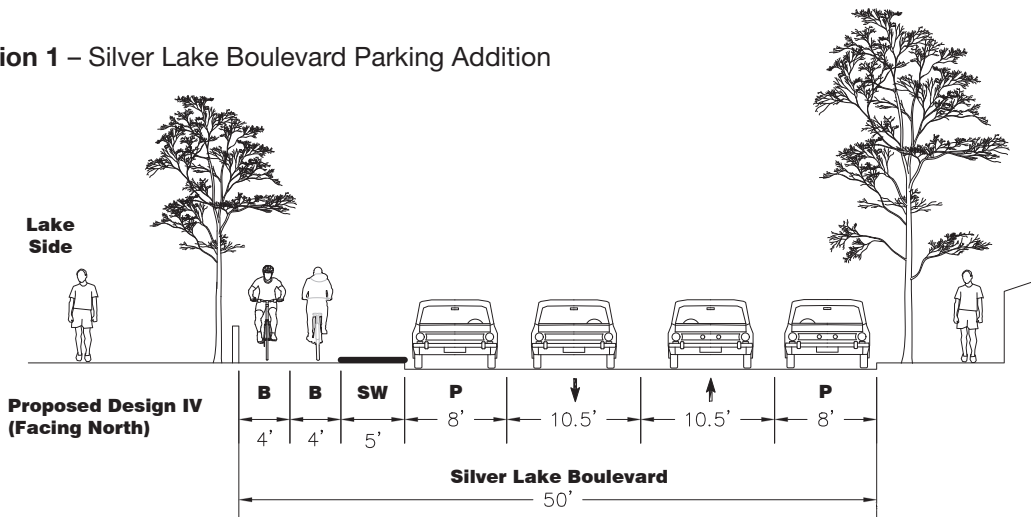 ion 1 – Silver Lake Boulevard Parking Addition
Lake
Side
B B SW P P
Proposed Design IV
(Facing North)
4' 4' 5' 8' 10.5' 10.5' 8'
Silver Lake Boulevard
50'